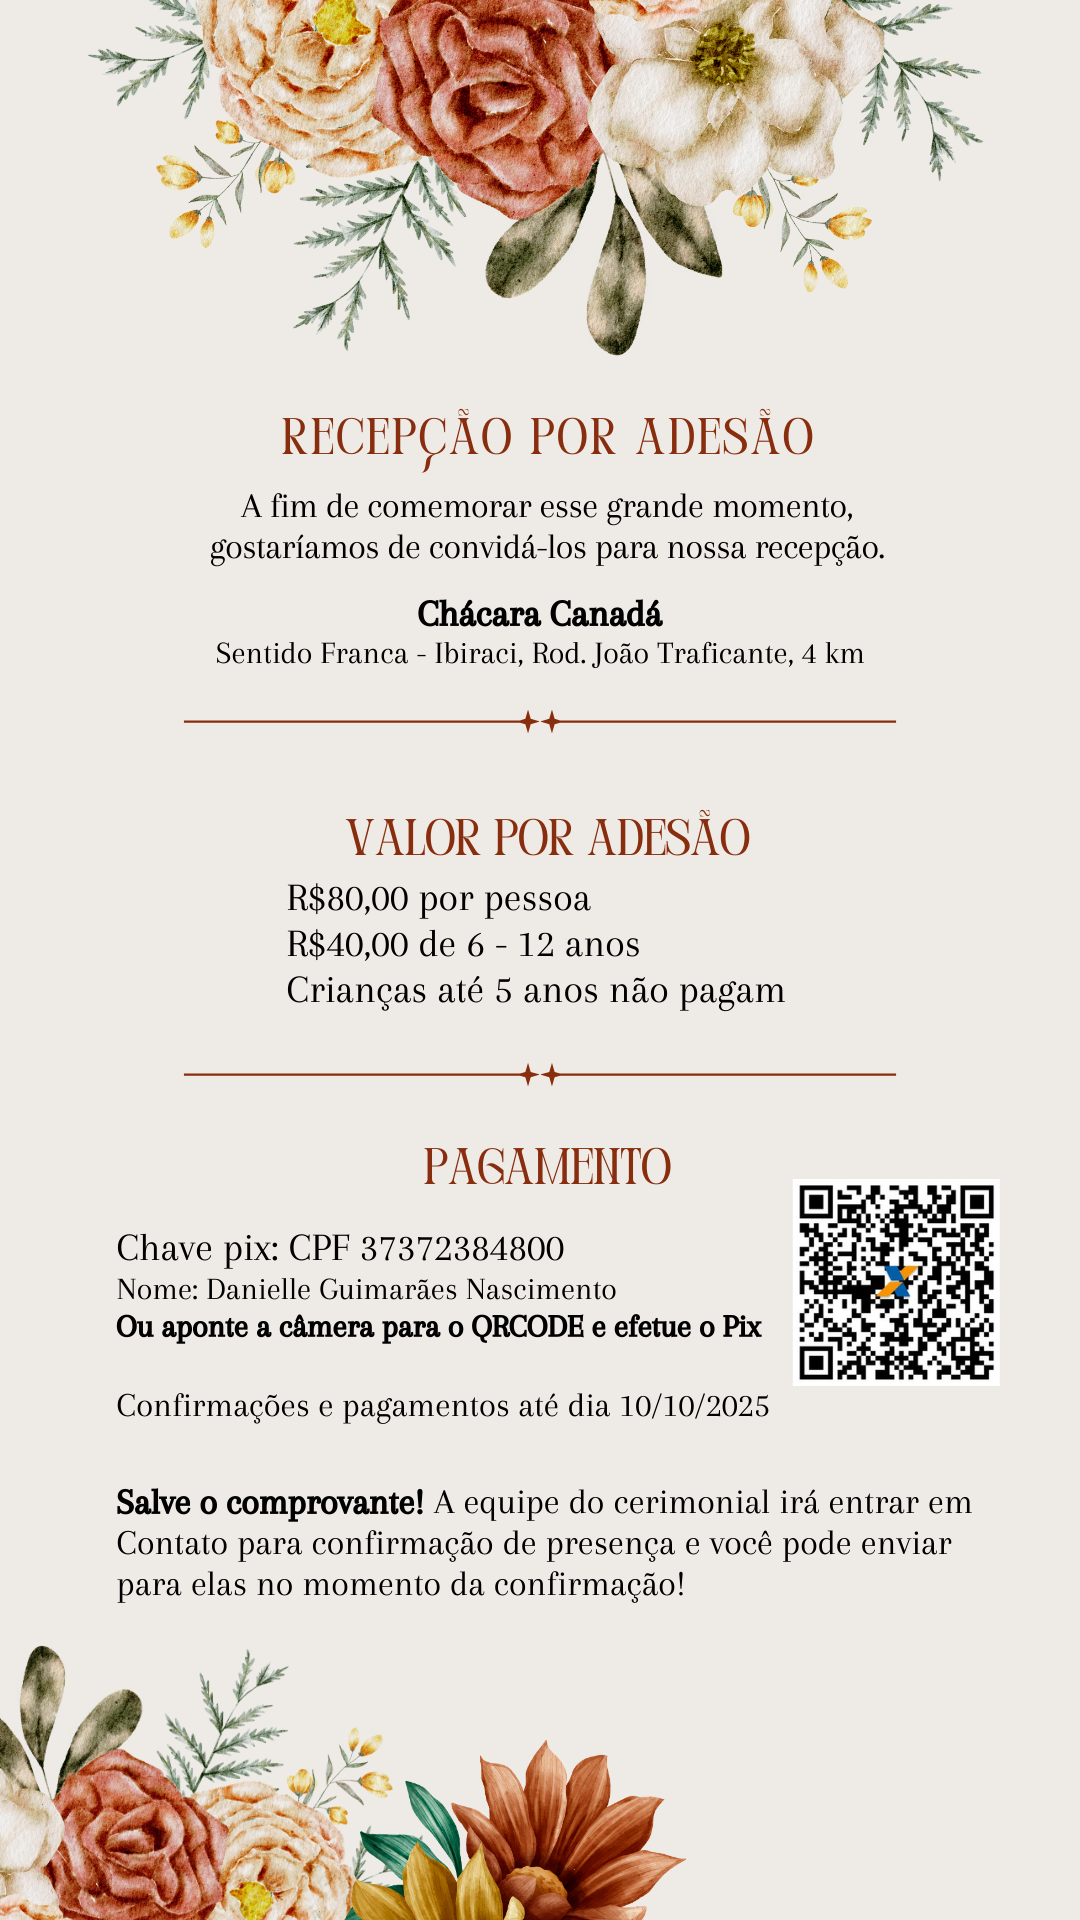 RECEPÇÃO POR ADESÃO
A fim de comemorar esse grande momento,
gostaríamos de convidá-los para nossa recepção.
Chácara Canadá
Sentido Franca - Ibiraci, Rod. João Traficante, 4 km
VALOR POR ADESÃO
R$80,00 por pessoa
R$40,00 de 6 - 12 anos
Crianças até 5 anos não pagam
PAGAMENTO
Chave pix: CPF 37372384800
Nome: Danielle Guimarães Nascimento
Ou aponte a câmera para o QRCODE e efetue o Pix
Confirmações e pagamentos até dia 10/10/2025
Salve o comprovante! A equipe do cerimonial irá entrar em
Contato para confirmação de presença e você pode enviar
para elas no momento da confirmação!